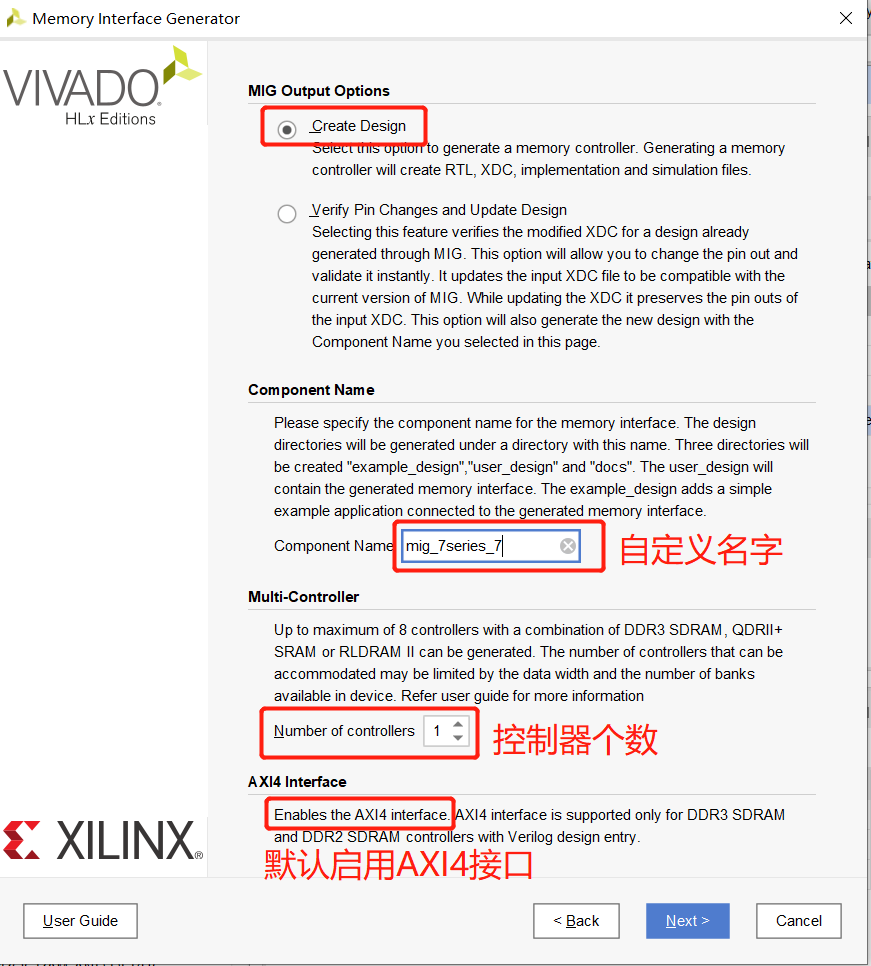 Memory Interface Generator
VIVADO
HLx Editions
MIG Output Options
Create Design
Select this option to generate a memory controller. Generating a memory
controller will create RTL, XDC, implementation and simulation files.
Verify Pin Changes and Update Design
Selecting this feature verifies the modified XDC for a design already
generated through MIG. This option will allow you to change the pin out and
validate it instantly. It updates the input XDC file to be compatible with the
current version of MIG. While updating the XDC it preserves the pin outs of
the input XDC. This option will also generate the new design with the
Component Name you selected in this page.
Component Name
Please specify the component name for the memory interface. The design
directories will be generated under a directory with this name. Three directories will
be created "example_design","user_design" and "docs". The user_design will
contain the generated memory interface. The example_design adds a simple
example application connected to the generated memory interface.
Component Name mig_7series_7 自定义名字
Multi-Controller
Up to maximum of 8 controllers with a combination of DDR3 SDRAM, QDRII+
SRAM or RLDRAM II can be generated. The number of controllers that can be
accommodated may be limited by the data width and the number of banks
available in device. Refer user guide for more information
Number of controllers 1 控制器个数
AXI4 Interface
Enables the AXI4 interface. AXI4 interface is supported only for DDR3 SDRAM
and DDR2 SDRAM controllers with Verilog design entry.
XILINX®
默认启用AXI4接口
User Guide
< Back
Next >
Cancel